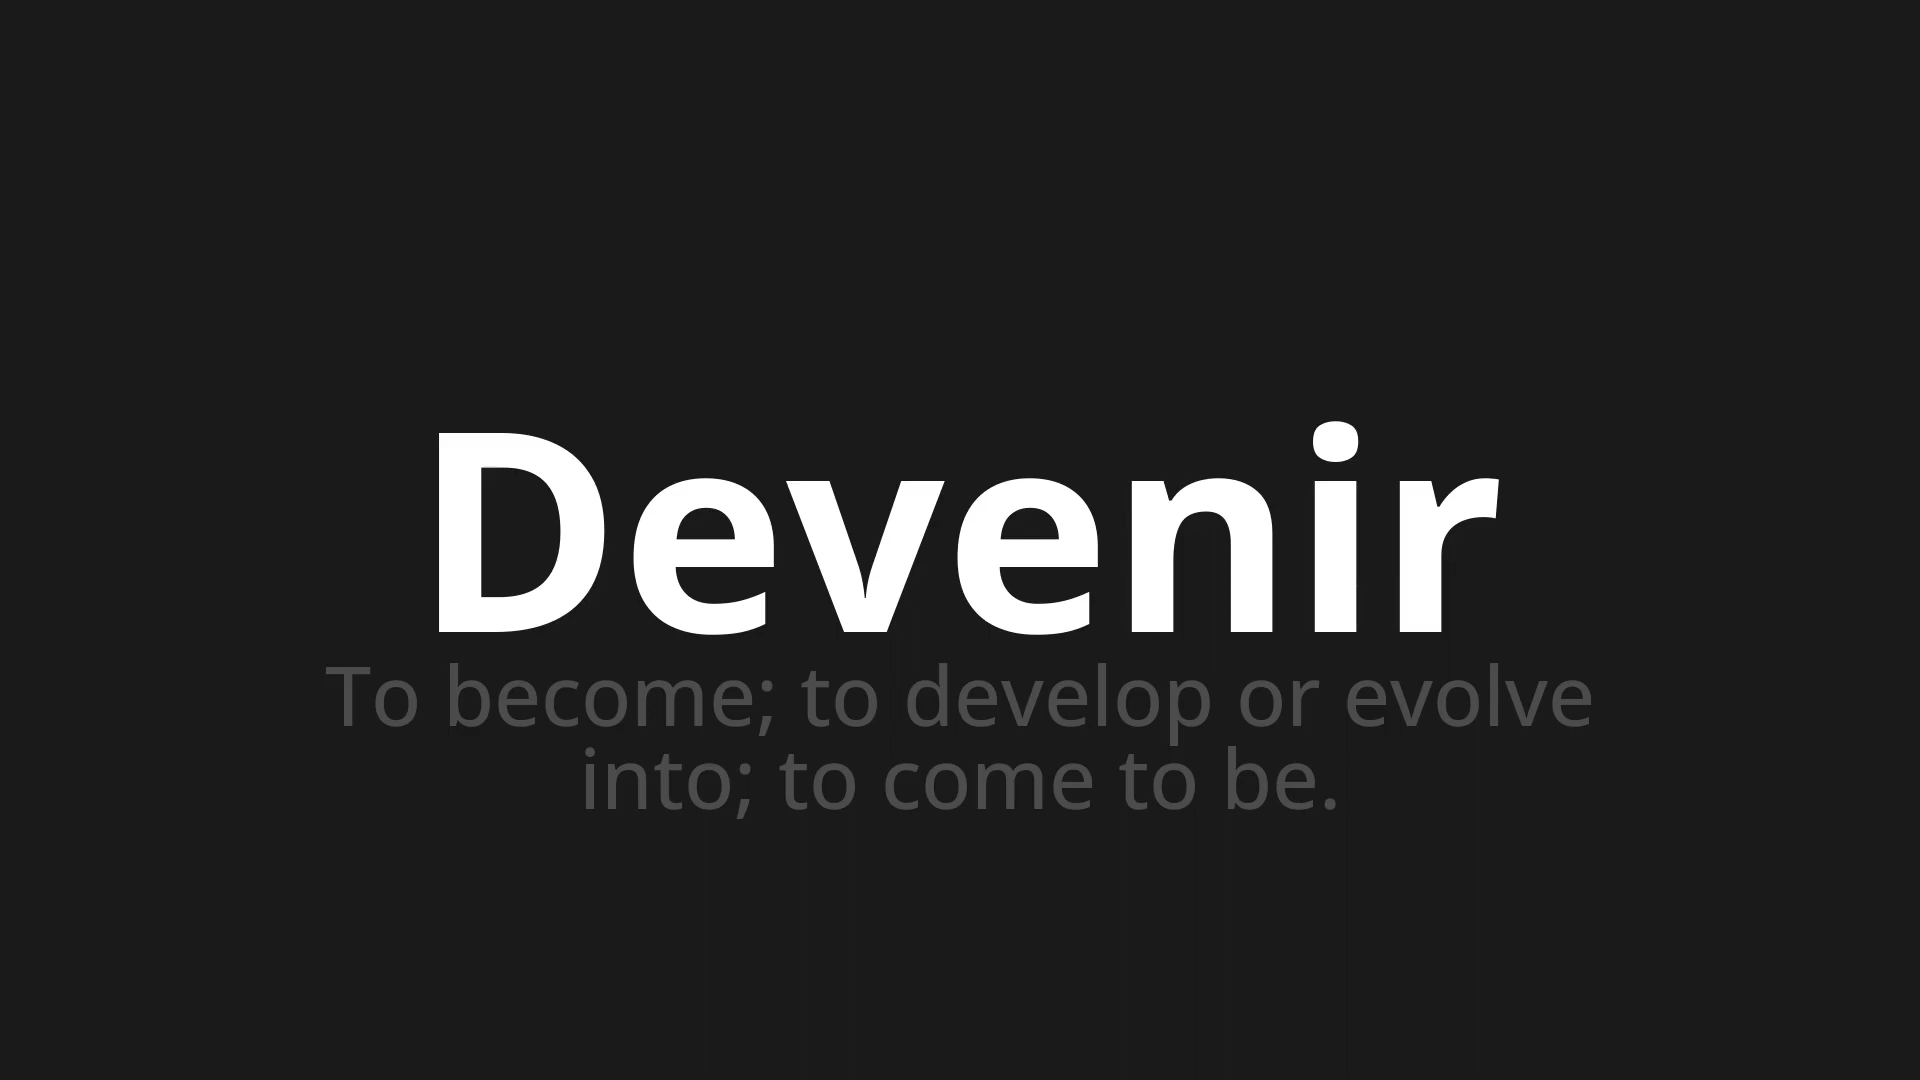 Devenir
To become; to develop or evolve
into; to come to be.